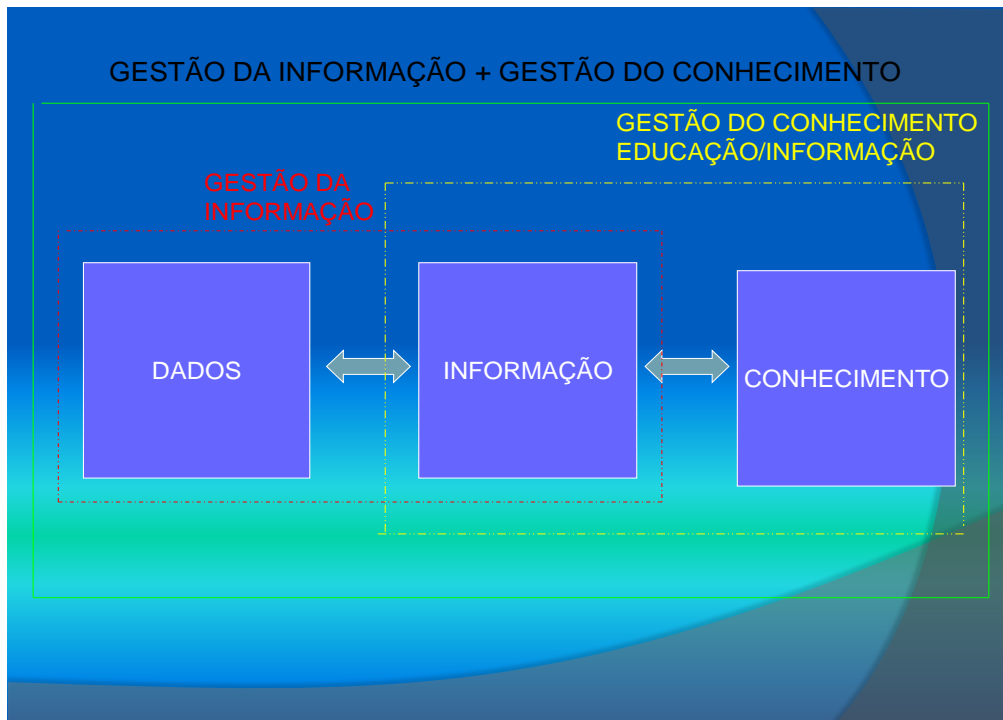 GESTÃO DA INFORMAÇÃO + GESTÃO DO CONHECIMENTO
GESTÃO DO CONHECIMENTO
EDUCAÇÃO/INFORMAÇÃO
GESTÃO DA
INFORMAÇÃO
DADOS
INFORMAÇÃO
CONHECIMENTO